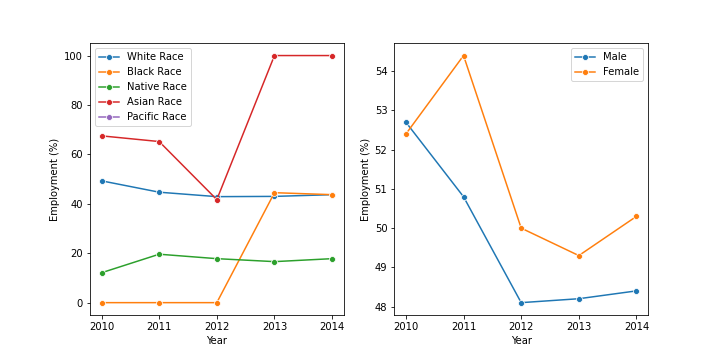 White Race
Black Race
Native Race
Asian Race
Pacific Race
100
80
60
40
20
0
Employment (%)
2010 2011 2012 2013 2014
Year
Male
Female
54
53
52
51
50
49
48
Employment (%)
2010 2011 2012 2013 2014
Year